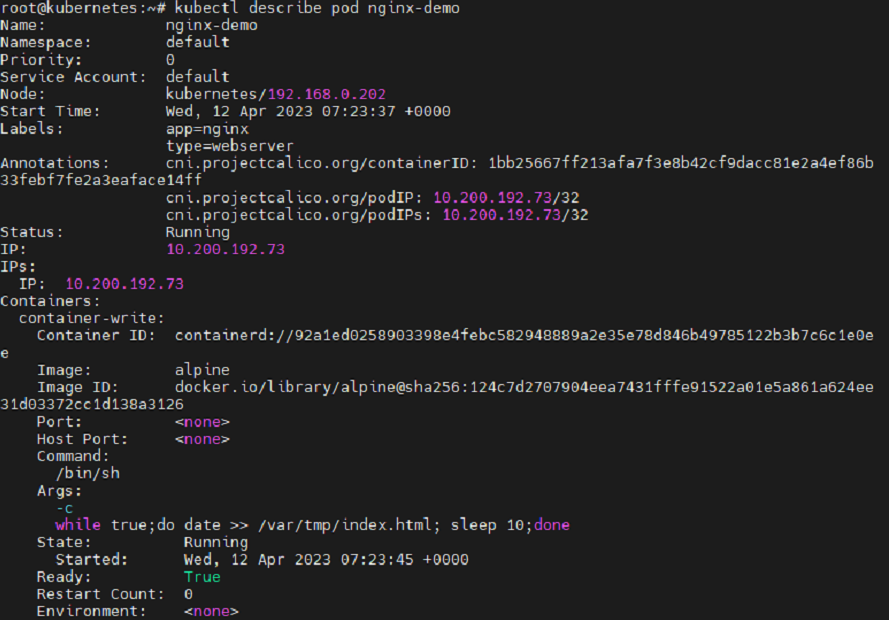 root@kubernetes:~# kubectl describe pod nginx-demo
Name:             nginx-demo
Namespace:        default
Priority:         0
Service Account:  default
Node:             kubernetes/192.168.0.202
Start Time:       Wed, 12 Apr 2023 07:23:37 +0000
Labels:           app=nginx
                  type=webserver
Annotations:      cni.projectcalico.org/containerID: 1bb25667ff213afa7f3e8b42cf9dacc81e2a4ef86b
33febf7fe2a3eaface14ff
                  cni.projectcalico.org/podIP: 10.200.192.73/32
                  cni.projectcalico.org/podIPs: 10.200.192.73/32
Status:           Running
IP:               10.200.192.73
IPs:
  IP:  10.200.192.73
Containers:
  container-write:
    Container ID:  containerd://92a1ed0258903398e4febc582948889a2e35e78d846b49785122b3b7c6c1e0e
e
    Image:         alpine
    Image ID:      docker.io/library/alpine@sha256:124c7d2707904eea7431fffe91522a01e5a861a624ee
31d03372cc1d138a3126
    Port:          <none>
    Host Port:     <none>
    Command:
      /bin/sh
    Args:
      -c
      while true;do date >> /var/tmp/index.html; sleep 10;done
    State:          Running
      Started:      Wed, 12 Apr 2023 07:23:45 +0000
    Ready:          True
    Restart Count:  0
    Environment:    <none>